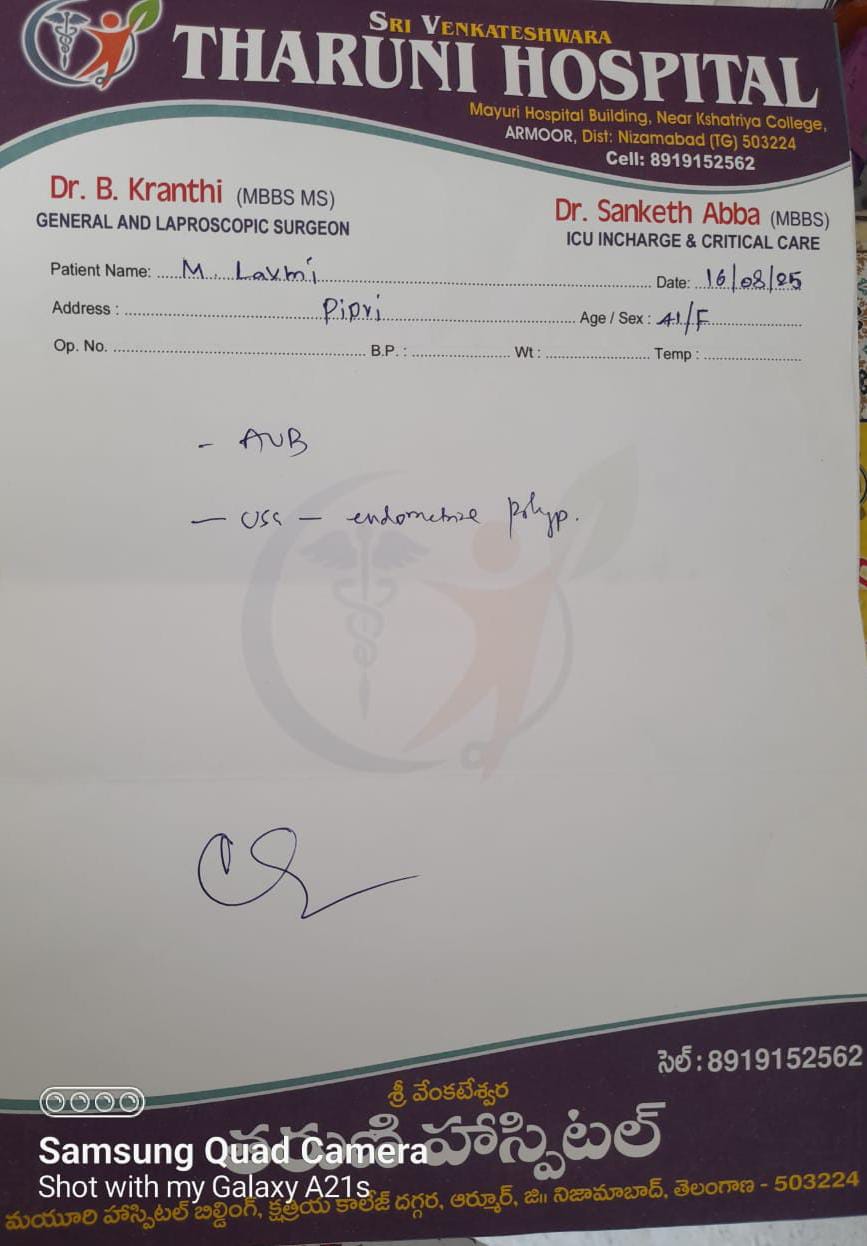 SRI VENKATESHWARA
THARUNI HOSPITAL
Mayuri Hospital Building, Near Kshatriya College,
ARMOOR, Dist: Nizamabad (TG) 503224
Cell: 8919152562
Dr. B. Kranthi (MBBS MS)
GENERAL AND LAPROSCOPIC SURGEON
Dr. Sanketh Abba (MBBS)
ICU INCHARGE & CRITICAL CARE
Patient Name: M. Laxmi Date: 16/08/25
Address : Pipri Age / Sex : 41/F
Op. No. B.P. : Wt : Temp :
- AUB
- USG - endometrial polyp.
సెల్ : 8919152562
శ్రీ వేంకటేశ్వర
తరుణి హాస్పిటల్
మయూరి హాస్పిటల్ బిల్డింగ్, క్షత్రియ కాలేజ్ దగ్గర, ఆర్మూర్, జి॥ నిజామాబాద్, తెలంగాణ - 503224
Samsung Quad Camera
Shot with my Galaxy A21s